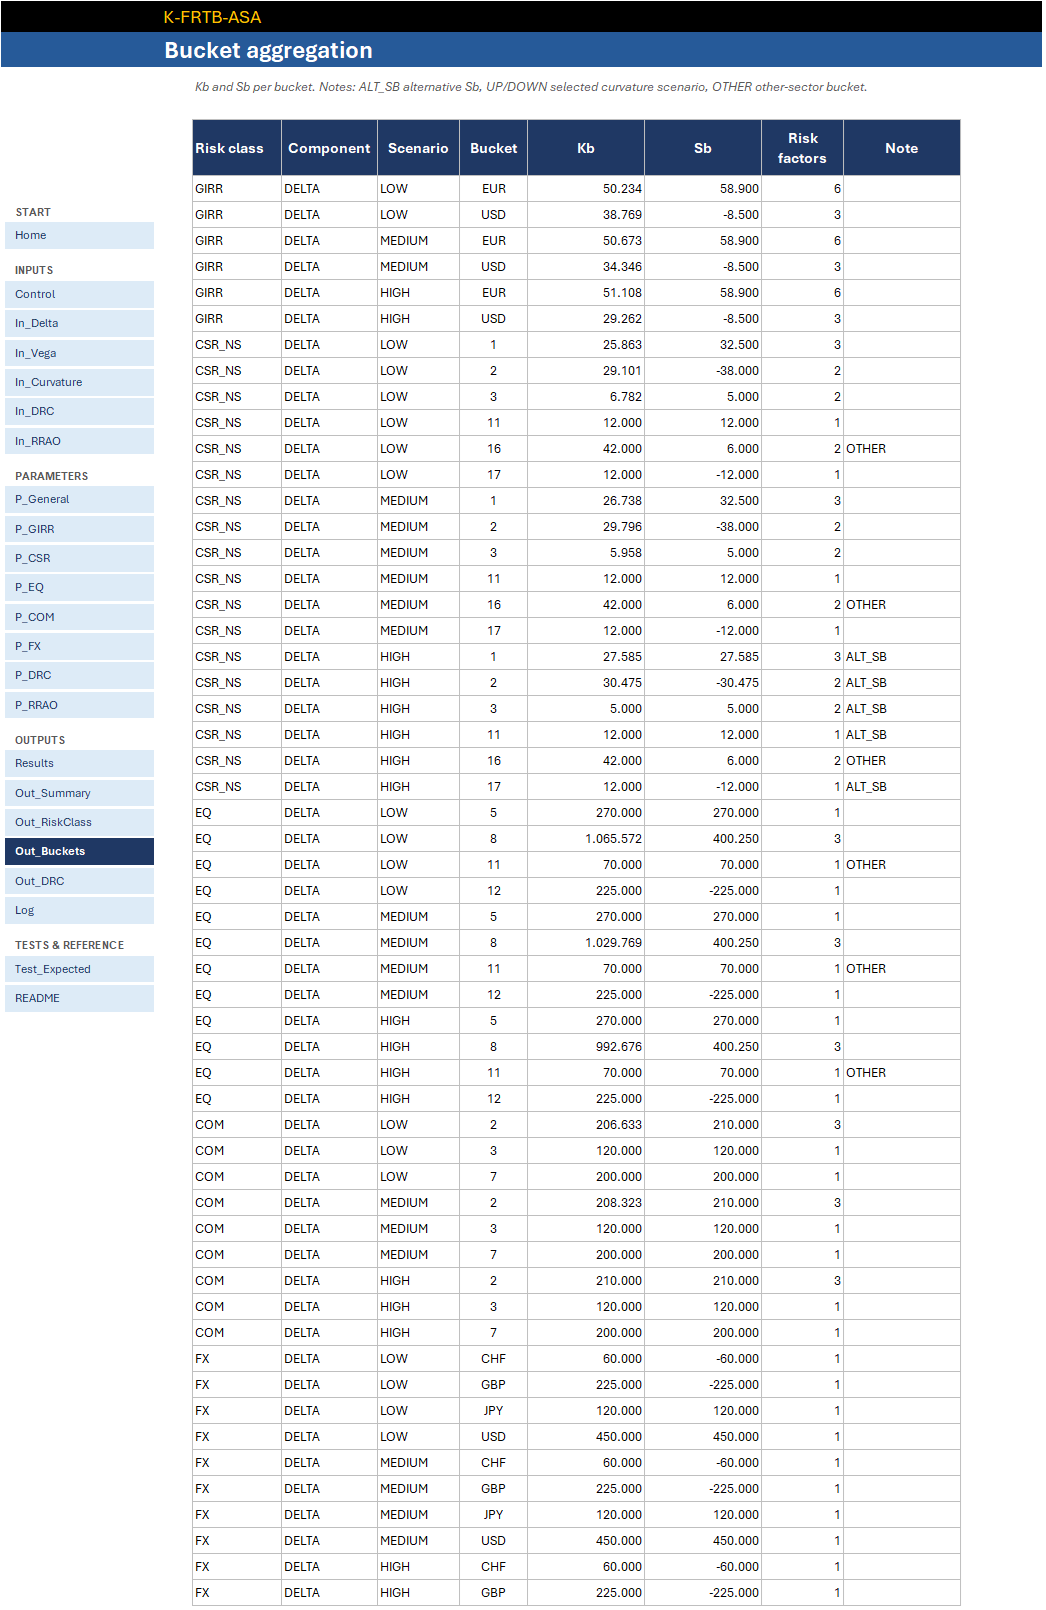 K-FRTB-ASA
Bucket aggregation
Kb and Sb per bucket. Notes: ALT_SB alternative Sb, UP/DOWN selected curvature scenario, OTHER other-sector bucket.
START
Home
INPUTS
Control
In_Delta
In_Vega
In_Curvature
In_DRC
In_RRAO
PARAMETERS
P_General
P_GIRR
P_CSR
P_EQ
P_COM
P_FX
P_DRC
P_RRAO
OUTPUTS
Results
Out_Summary
Out_RiskClass
Out_Buckets
Out_DRC
Log
TESTS & REFERENCE
Test_Expected
README
Risk class Component Scenario Bucket Kb Sb Risk factors Note
GIRR DELTA LOW EUR 50.234 58.900 6
GIRR DELTA LOW USD 38.769 -8.500 3
GIRR DELTA MEDIUM EUR 50.673 58.900 6
GIRR DELTA MEDIUM USD 34.346 -8.500 3
GIRR DELTA HIGH EUR 51.108 58.900 6
GIRR DELTA HIGH USD 29.262 -8.500 3
CSR_NS DELTA LOW 1 25.863 32.500 3
CSR_NS DELTA LOW 2 29.101 -38.000 2
CSR_NS DELTA LOW 3 6.782 5.000 2
CSR_NS DELTA LOW 11 12.000 12.000 1
CSR_NS DELTA LOW 16 42.000 6.000 2 OTHER
CSR_NS DELTA LOW 17 12.000 -12.000 1
CSR_NS DELTA MEDIUM 1 26.738 32.500 3
CSR_NS DELTA MEDIUM 2 29.796 -38.000 2
CSR_NS DELTA MEDIUM 3 5.958 5.000 2
CSR_NS DELTA MEDIUM 11 12.000 12.000 1
CSR_NS DELTA MEDIUM 16 42.000 6.000 2 OTHER
CSR_NS DELTA MEDIUM 17 12.000 -12.000 1
CSR_NS DELTA HIGH 1 27.585 27.585 3 ALT_SB
CSR_NS DELTA HIGH 2 30.475 -30.475 2 ALT_SB
CSR_NS DELTA HIGH 3 5.000 5.000 2 ALT_SB
CSR_NS DELTA HIGH 11 12.000 12.000 1 ALT_SB
CSR_NS DELTA HIGH 16 42.000 6.000 2 OTHER
CSR_NS DELTA HIGH 17 12.000 -12.000 1 ALT_SB
EQ DELTA LOW 5 270.000 270.000 1
EQ DELTA LOW 8 1.065.572 400.250 3
EQ DELTA LOW 11 70.000 70.000 1 OTHER
EQ DELTA LOW 12 225.000 -225.000 1
EQ DELTA MEDIUM 5 270.000 270.000 1
EQ DELTA MEDIUM 8 1.029.769 400.250 3
EQ DELTA MEDIUM 11 70.000 70.000 1 OTHER
EQ DELTA MEDIUM 12 225.000 -225.000 1
EQ DELTA HIGH 5 270.000 270.000 1
EQ DELTA HIGH 8 992.676 400.250 3
EQ DELTA HIGH 11 70.000 70.000 1 OTHER
EQ DELTA HIGH 12 225.000 -225.000 1
COM DELTA LOW 2 206.633 210.000 3
COM DELTA LOW 3 120.000 120.000 1
COM DELTA LOW 7 200.000 200.000 1
COM DELTA MEDIUM 2 208.323 210.000 3
COM DELTA MEDIUM 3 120.000 120.000 1
COM DELTA MEDIUM 7 200.000 200.000 1
COM DELTA HIGH 2 210.000 210.000 3
COM DELTA HIGH 3 120.000 120.000 1
COM DELTA HIGH 7 200.000 200.000 1
FX DELTA LOW CHF 60.000 -60.000 1
FX DELTA LOW GBP 225.000 -225.000 1
FX DELTA LOW JPY 120.000 120.000 1
FX DELTA LOW USD 450.000 450.000 1
FX DELTA MEDIUM CHF 60.000 -60.000 1
FX DELTA MEDIUM GBP 225.000 -225.000 1
FX DELTA MEDIUM JPY 120.000 120.000 1
FX DELTA MEDIUM USD 450.000 450.000 1
FX DELTA HIGH CHF 60.000 -60.000 1
FX DELTA HIGH GBP 225.000 -225.000 1